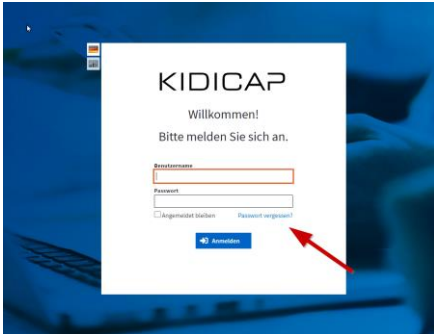 KIDICAP
Willkommen!
Bitte melden Sie sich an.
Benutzername
Passwort
Angemeldet bleiben Passwort vergessen?
Anmelden